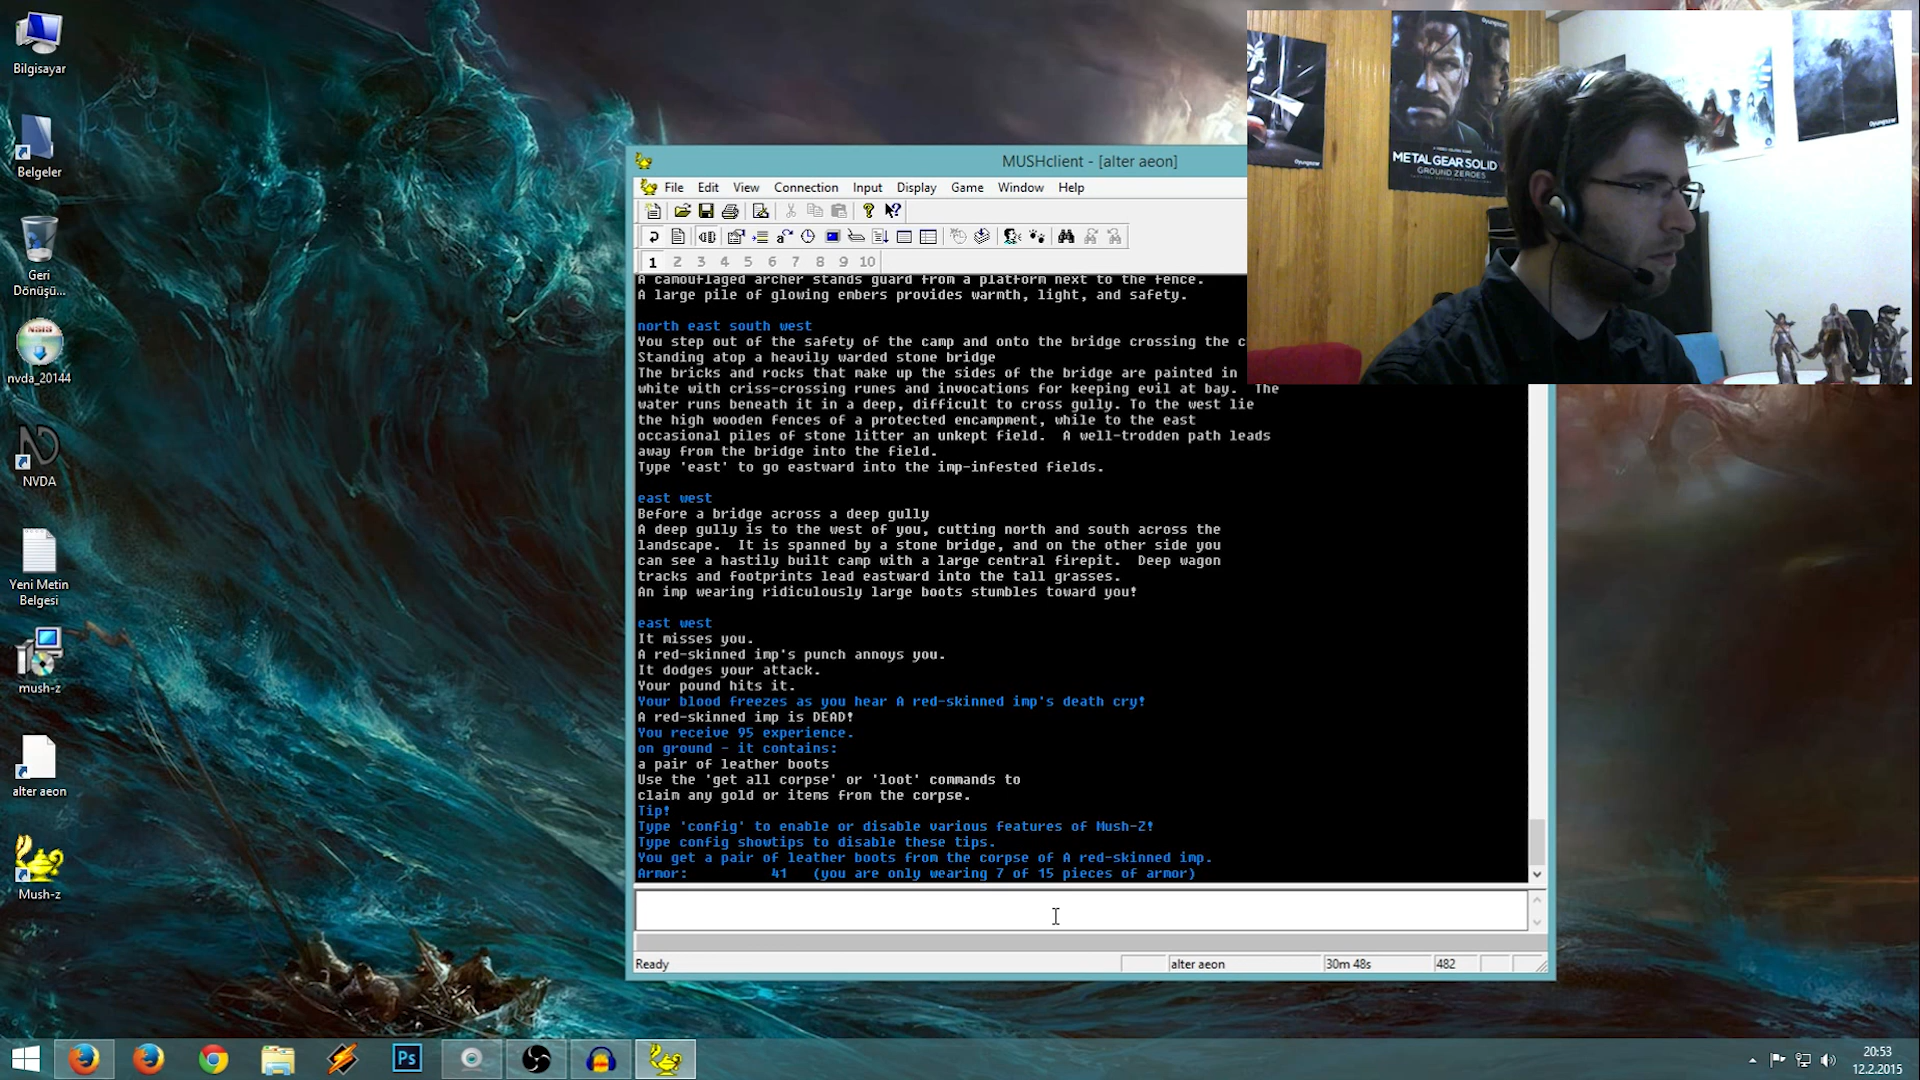 Bilgisayar
Belgeler
Geri
Dönüşü...
NSIS
nvda_20144
NVDA
Yeni Metin
Belgesi
mush-z
alter aeon
Mush-z
MUSHclient - [alter aeon]
File Edit View Connection Input Display Game Window Help
1 2 3 4 5 6 7 8 9 10
A camouflaged archer stands guard from a platform next to the fence.
A large pile of glowing embers provides warmth, light, and safety.
north east south west
You step out of the safety of the camp and onto the bridge crossing the
Standing atop a heavily warded stone bridge
The bricks and rocks that make up the sides of the bridge are painted in
white with criss-crossing runes and invocations for keeping evil at bay.  The
water runs beneath it in a deep, difficult to cross gully. To the west lie
the high wooden fences of a protected encampment, while to the east
occasional piles of stone litter an unkept field.  A well-trodden path leads
away from the bridge into the field.
Type 'east' to go eastward into the imp-infested fields.
east west
Before a bridge across a deep gully
A deep gully is to the west of you, cutting north and south across the
landscape.  It is spanned by a stone bridge, and on the other side you
can see a hastily built camp with a large central firepit.  Deep wagon
tracks and footprints lead eastward into the tall grasses.
An imp wearing ridiculously large boots stumbles toward you!
east west
It misses you.
A red-skinned imp's punch annoys you.
It dodges your attack.
Your pound hits it.
Your blood freezes as you hear A red-skinned imp's death cry!
A red-skinned imp is DEAD!
You receive 95 experience.
on ground - it contains:
a pair of leather boots
Use the 'get all corpse' or 'loot' commands to
claim any gold or items from the corpse.
Tip!
Type 'config' to enable or disable various features of Mush-Z!
Type config showtips to disable these tips.
You get a pair of leather boots from the corpse of A red-skinned imp.
Armor: 41 (you are only wearing 7 of 15 pieces of armor)
Ready alter aeon 30m 48s 482
Oyungezer
Oyungezer
METAL GEAR SOLID
GROUND ZEROES
Oyungezer
Ps
20:53
12.2.2015